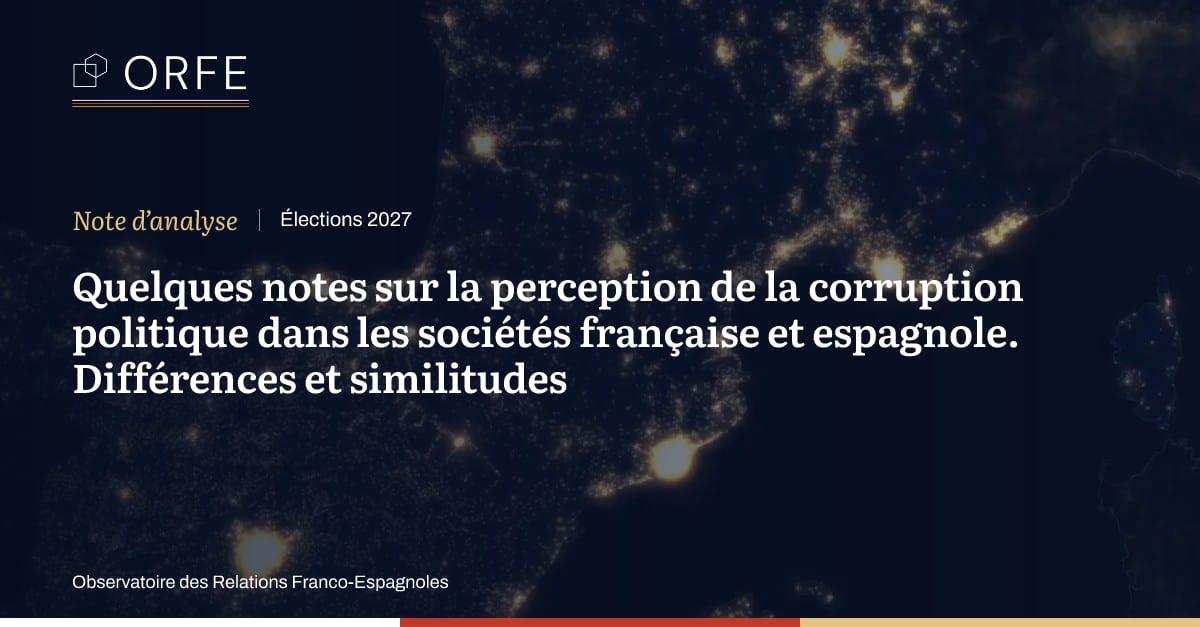 ORFE
Note d’analyse | Élections 2027
Quelques notes sur la perception de la corruption
politique dans les sociétés française et espagnole.
Différences et similitudes
Observatoire des Relations Franco-Espagnoles